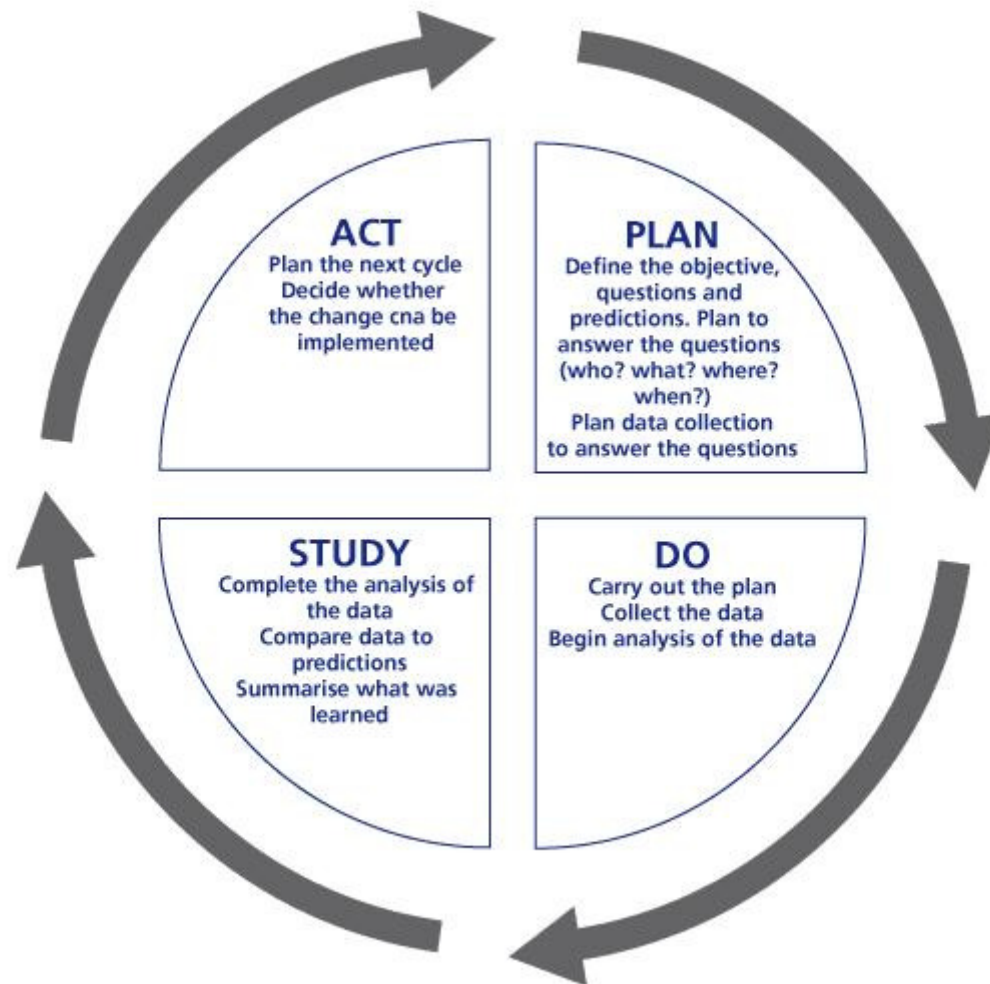 ACT
Plan the next cycle
Decide whether
the change cna be
implemented
PLAN
Define the objective,
questions and
predictions. Plan to
answer the questions
(who? what? where?
when?)
Plan data collection
to answer the questions
STUDY
Complete the analysis of
the data
Compare data to
predictions
Summarise what was
learned
DO
Carry out the plan
Collect the data
Begin analysis of the data